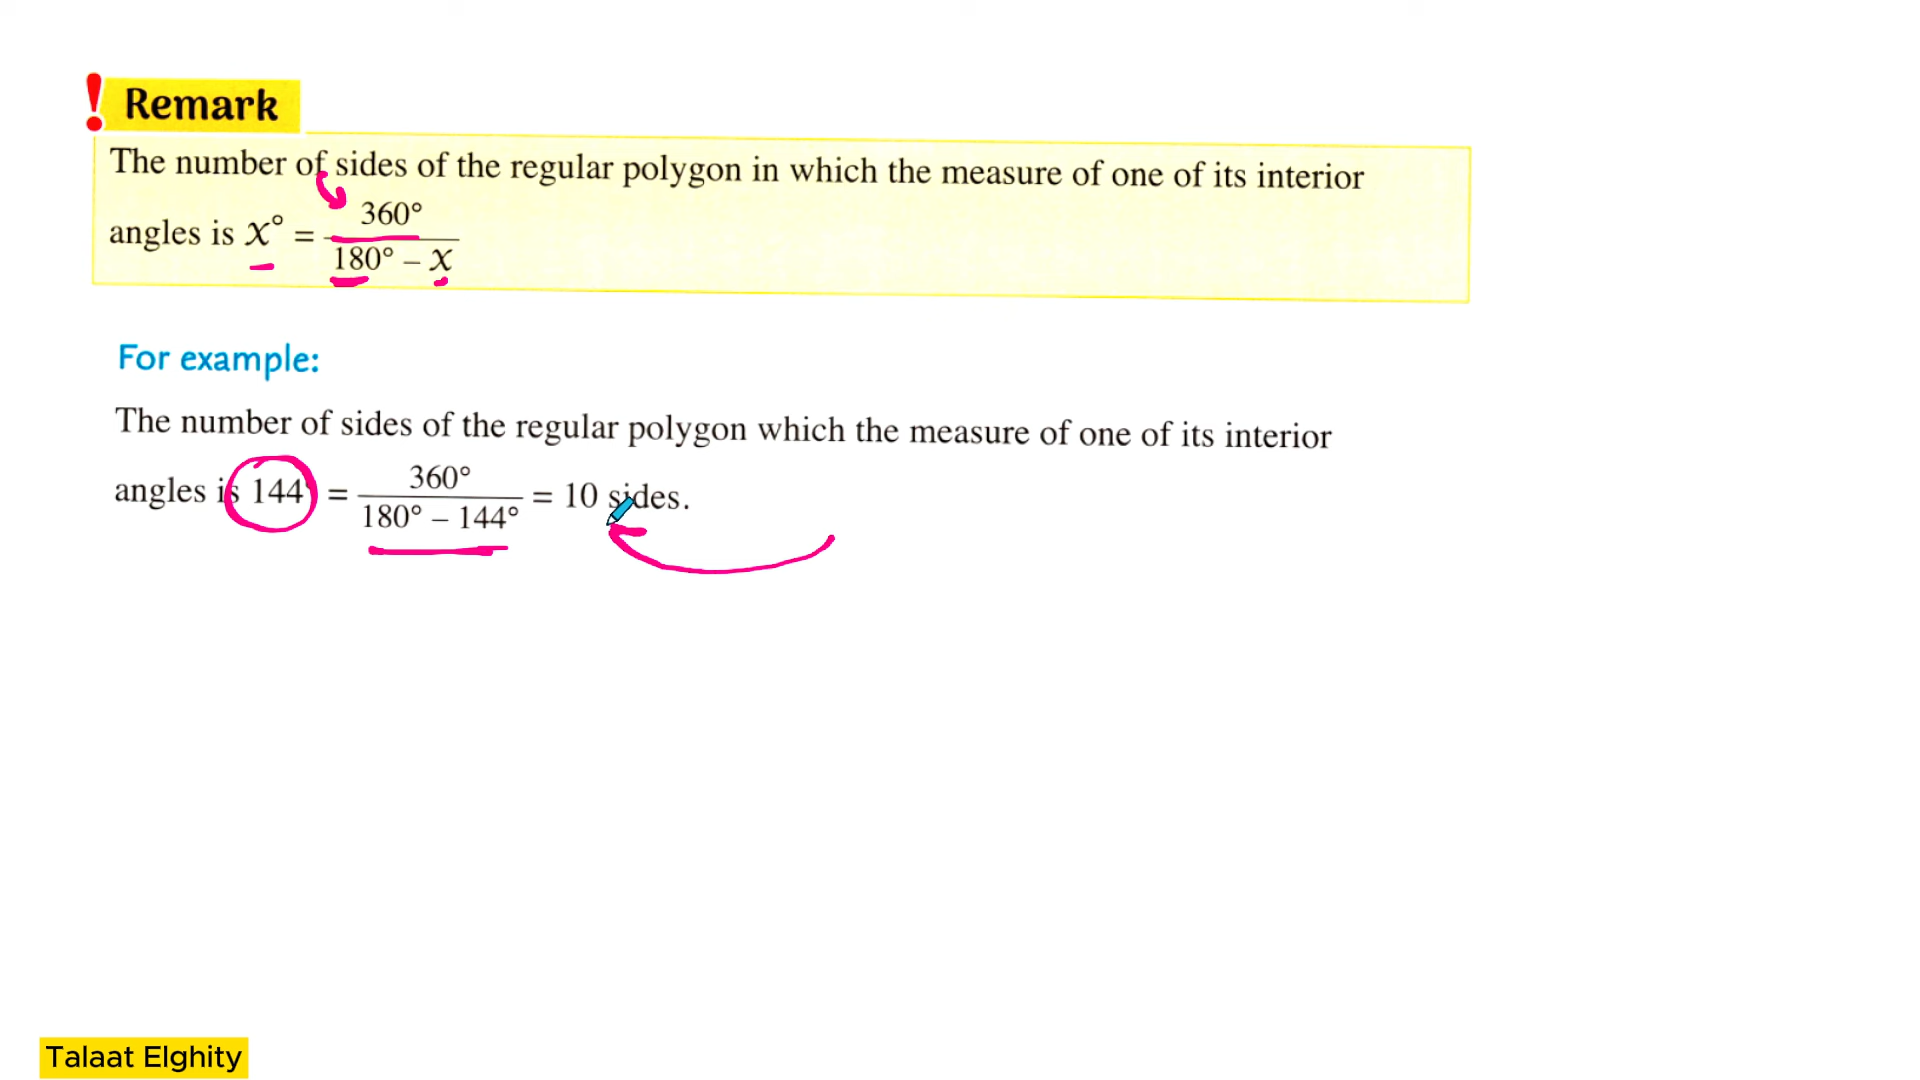 ! Remark
The number of sides of the regular polygon in which the measure of one of its interior
angles is x° = 360° / 180° – x
For example:
The number of sides of the regular polygon which the measure of one of its interior
angles is 144° = 360° / 180° – 144° = 10 sides.
Talaat Elghity